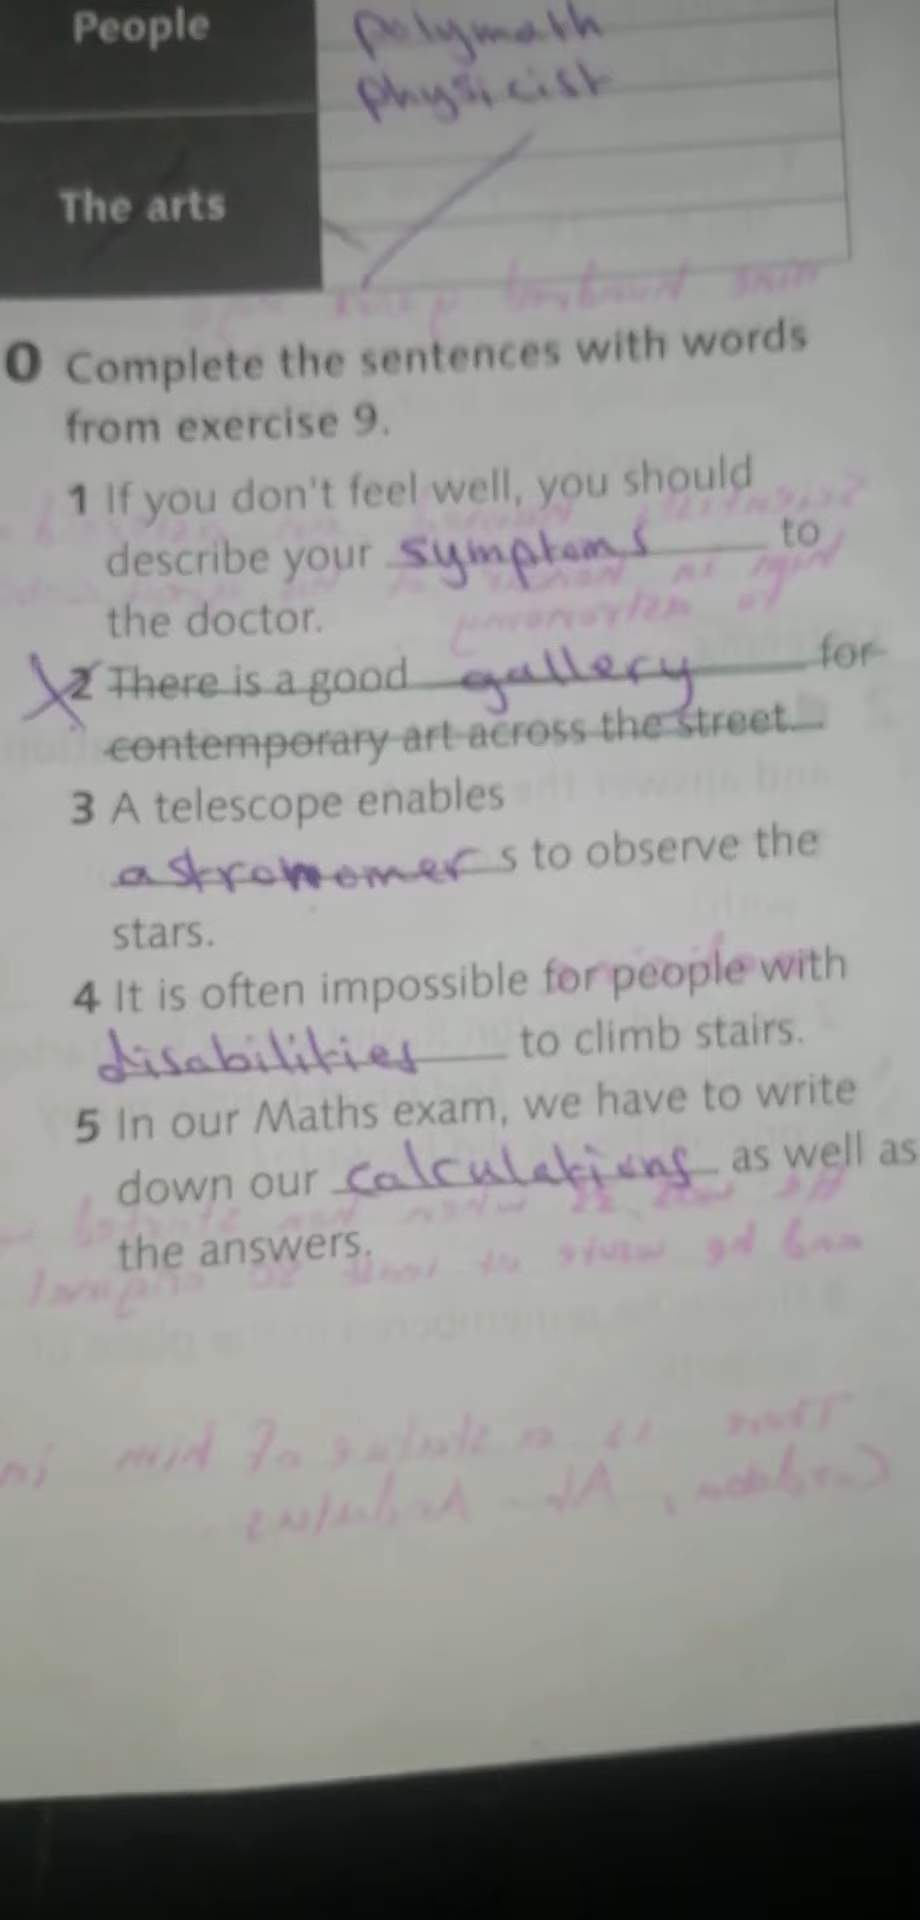 People
polymath
physicist
The arts
0 Complete the sentences with words
from exercise 9.
1 If you don't feel well, you should
describe your symptoms to
the doctor.
2 There is a good gallery for
contemporary art across the street.
3 A telescope enables
astronomer s to observe the
stars.
4 It is often impossible for people with
disabilities to climb stairs.
5 In our Maths exam, we have to write
down our calculations as well as
the answers.